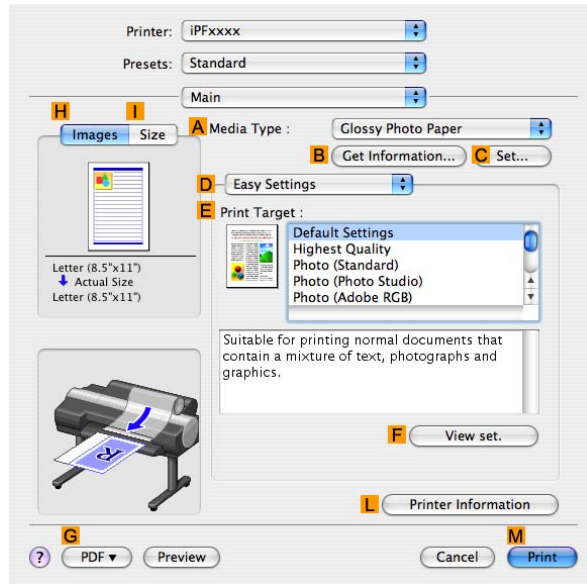 Printer: iPFxxxx
Presets: Standard
Main
H I
Images Size
A Media Type : Glossy Photo Paper
B Get Information... C Set...
D Easy Settings
E Print Target :
Default Settings
Highest Quality
Photo (Standard)
Photo (Photo Studio)
Photo (Adobe RGB)
Letter (8.5"x11")
Actual Size
Letter (8.5"x11")
Suitable for printing normal documents that
contain a mixture of text, photographs and
graphics.
R
F View set.
L Printer Information
G M
? PDF▼ Preview Cancel Print